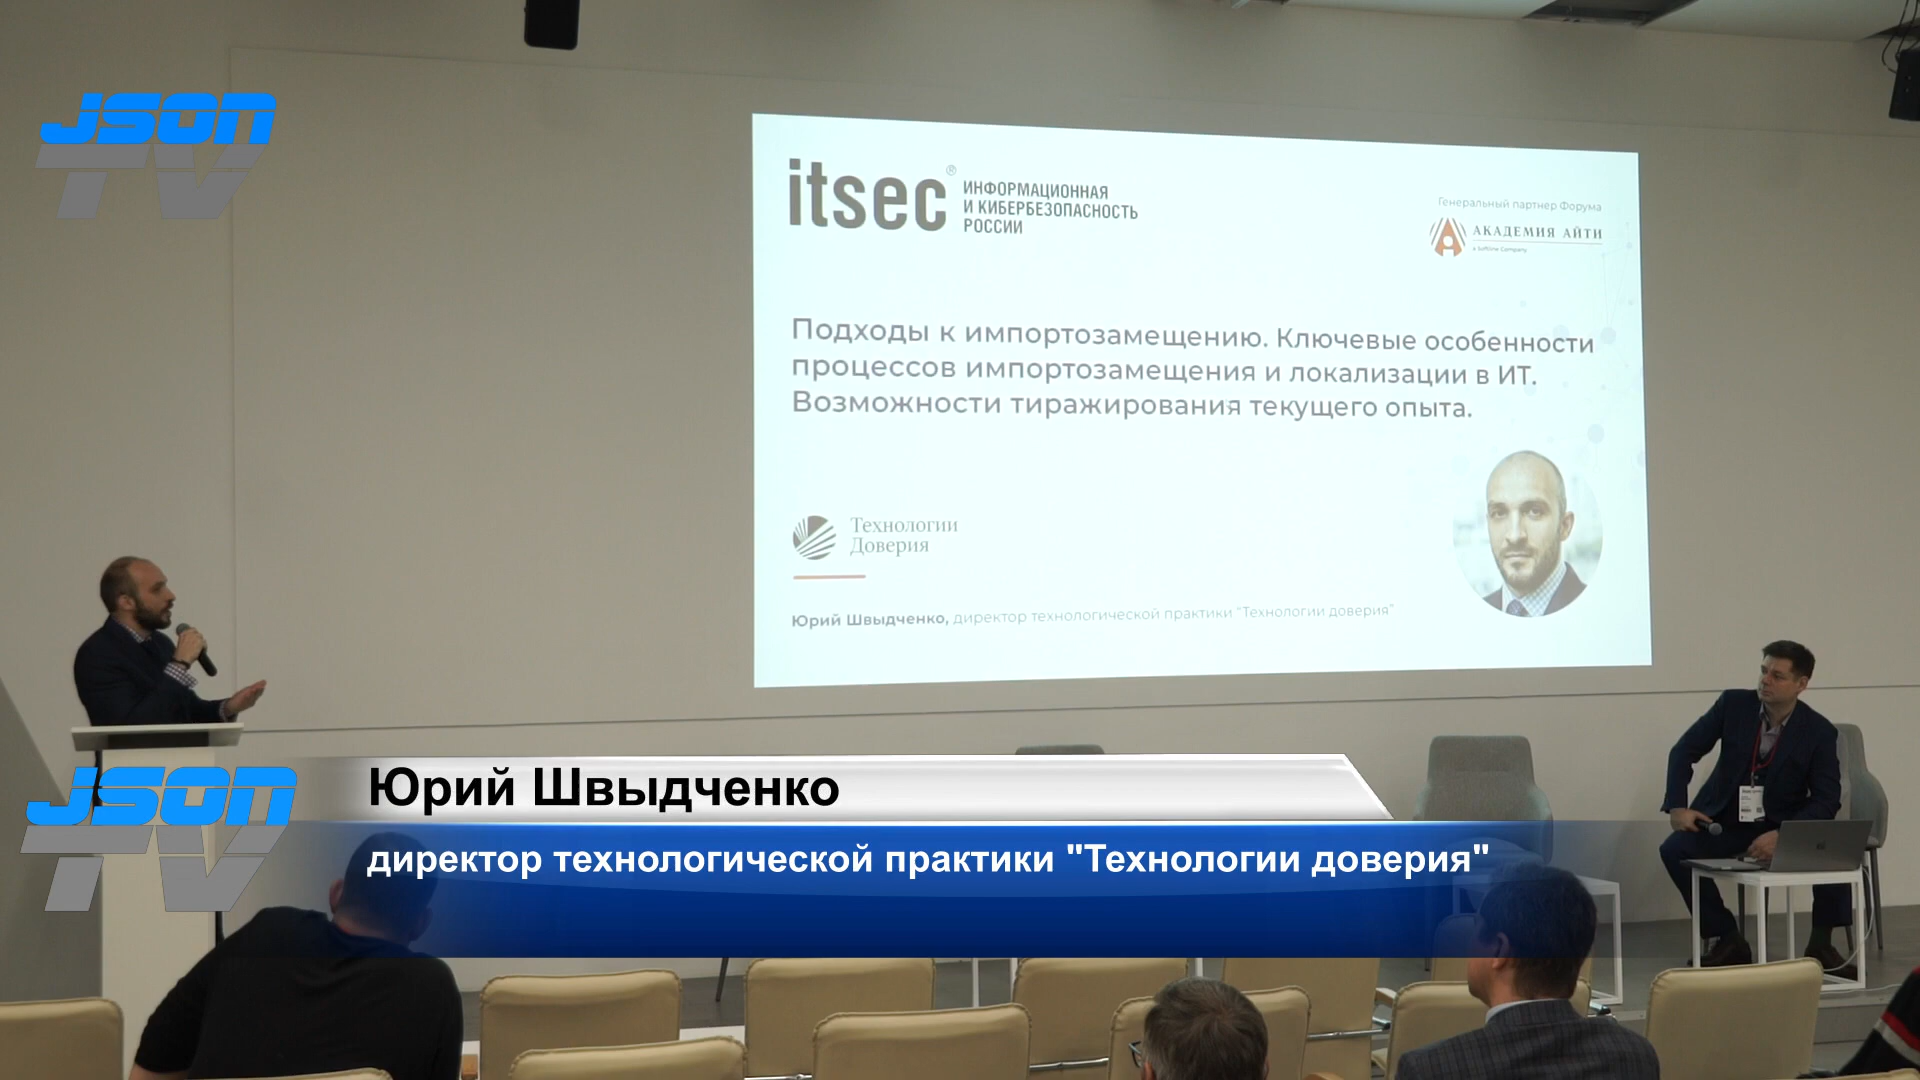 JSON
TV
itsec®
ИНФОРМАЦИОННАЯ
И КИБЕРБЕЗОПАСНОСТЬ
РОССИИ
Генеральный партнер Форума
АКАДЕМИЯ АЙТИ
a Softline Company
Подходы к импортозамещению. Ключевые особенности
процессов импортозамещения и локализации в ИТ.
Возможности тиражирования текущего опыта.
Технологии
Доверия
Юрий Швыдченко, директор технологической практики "Технологии доверия"
JSON
TV
Юрий Швыдченко
директор технологической практики "Технологии доверия"